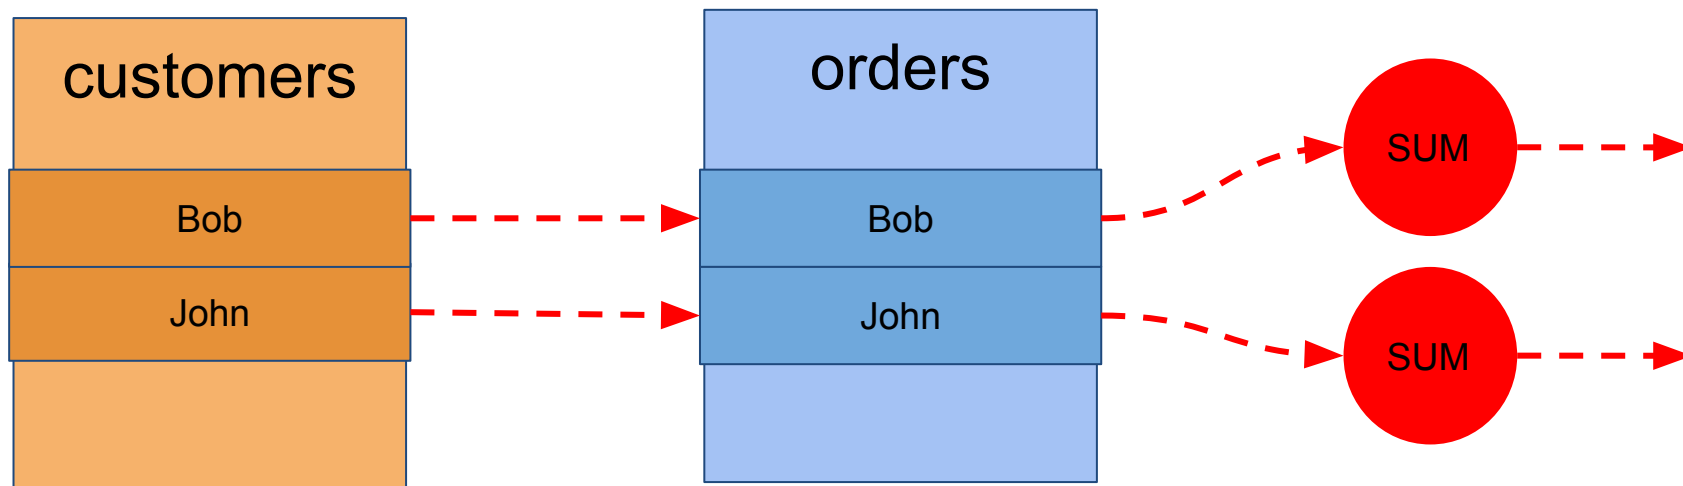 customers
orders
Bob
Bob
SUM
John
John
SUM